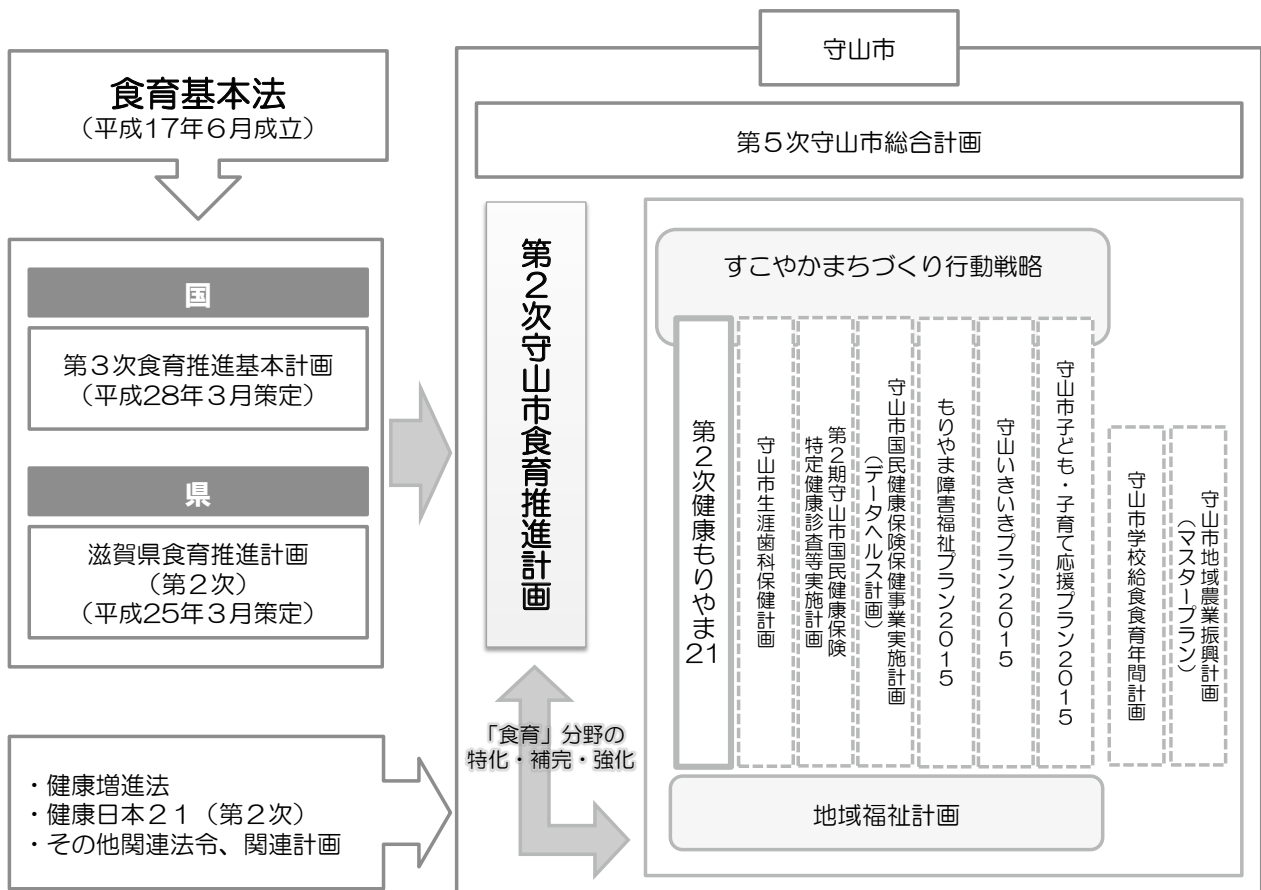 守山市
食育基本法
（平成17年６月成立）
第５次守山市総合計画
国
第３次食育推進基本計画
（平成28年３月策定）
県
滋賀県食育推進計画
（第２次）
（平成25年３月策定）
・健康増進法
・健康日本２１（第２次）
・その他関連法令、関連計画
第２次守山市食育推進計画
「食育」分野の
特化・補完・強化
すこやかまちづくり行動戦略
第２次健康もりやま21
守山市生涯歯科保健計画
第２期守山市国民健康保険
特定健康診査等実施計画
守山市国民健康保険保健事業実施計画
（データヘルス計画）
もりやま障害福祉プラン２０１５
守山いきいきプラン２０１５
守山市子ども・子育て応援プラン２０１５
守山市学校給食食育年間計画
守山市地域農業振興計画
（マスタープラン）
地域福祉計画